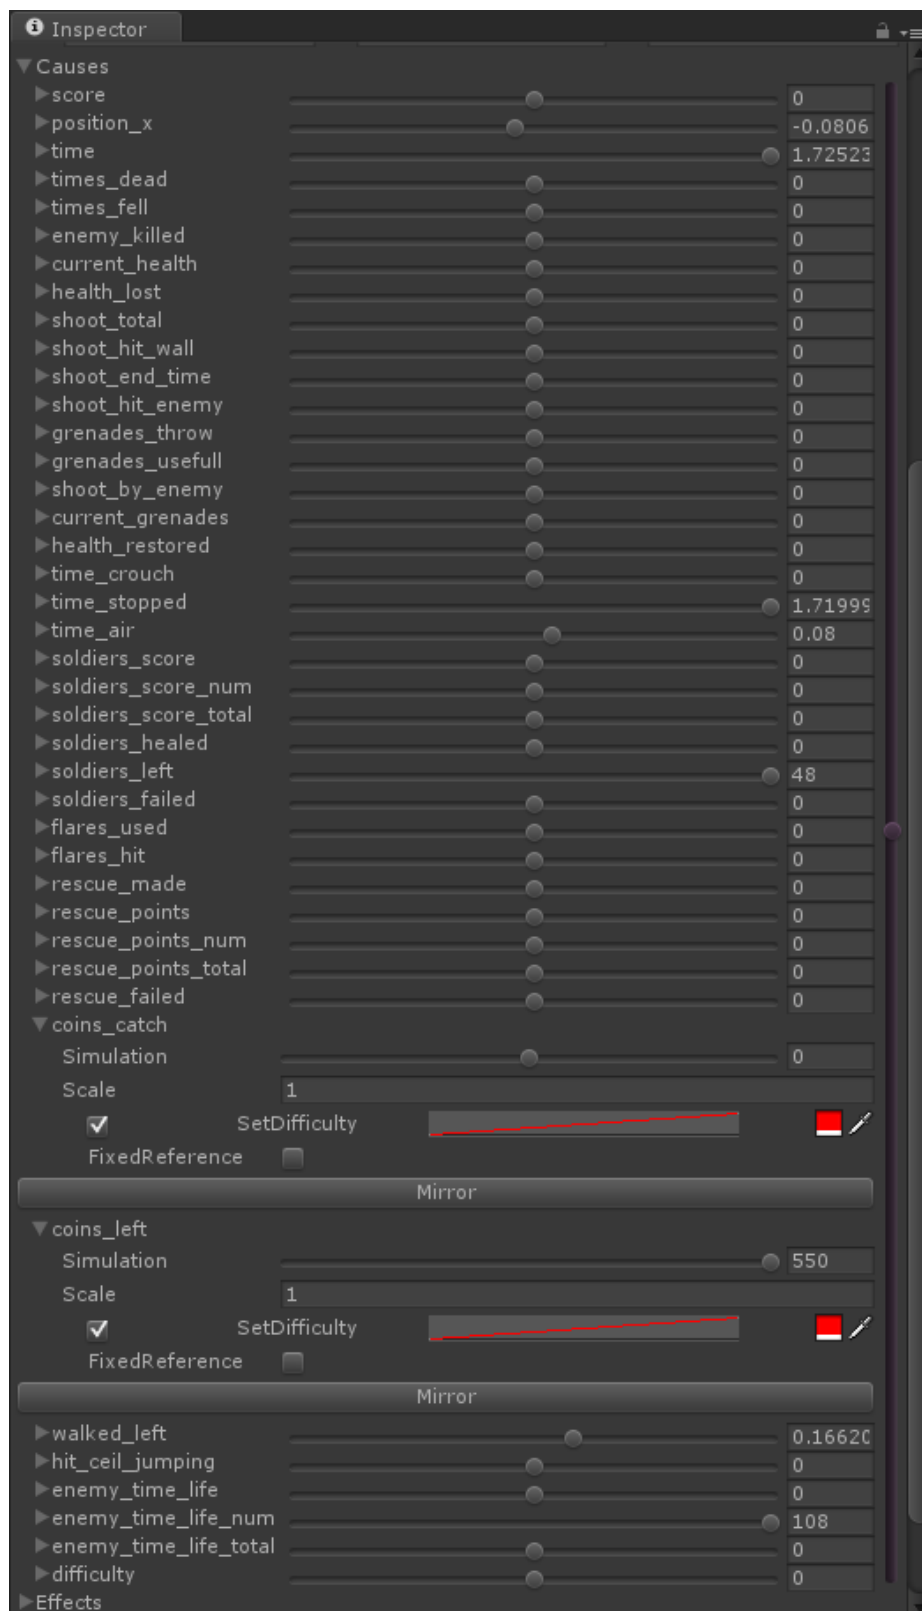 Inspector
Causes
score 0
position_x -0.0806
time 1.72523
times_dead 0
times_fell 0
enemy_killed 0
current_health 0
health_lost 0
shoot_total 0
shoot_hit_wall 0
shoot_end_time 0
shoot_hit_enemy 0
grenades_throw 0
grenades_usefull 0
shoot_by_enemy 0
current_grenades 0
health_restored 0
time_crouch 0
time_stopped 1.71999
time_air 0.08
soldiers_score 0
soldiers_score_num 0
soldiers_score_total 0
soldiers_healed 0
soldiers_left 48
soldiers_failed 0
flares_used 0
flares_hit 0
rescue_made 0
rescue_points 0
rescue_points_num 0
rescue_points_total 0
rescue_failed 0
coins_catch
Simulation 0
Scale 1
SetDifficulty
FixedReference
Mirror
coins_left
Simulation 550
Scale 1
SetDifficulty
FixedReference
Mirror
walked_left 0.16620
hit_ceil_jumping 0
enemy_time_life 0
enemy_time_life_num 108
enemy_time_life_total 0
difficulty 0
Effects